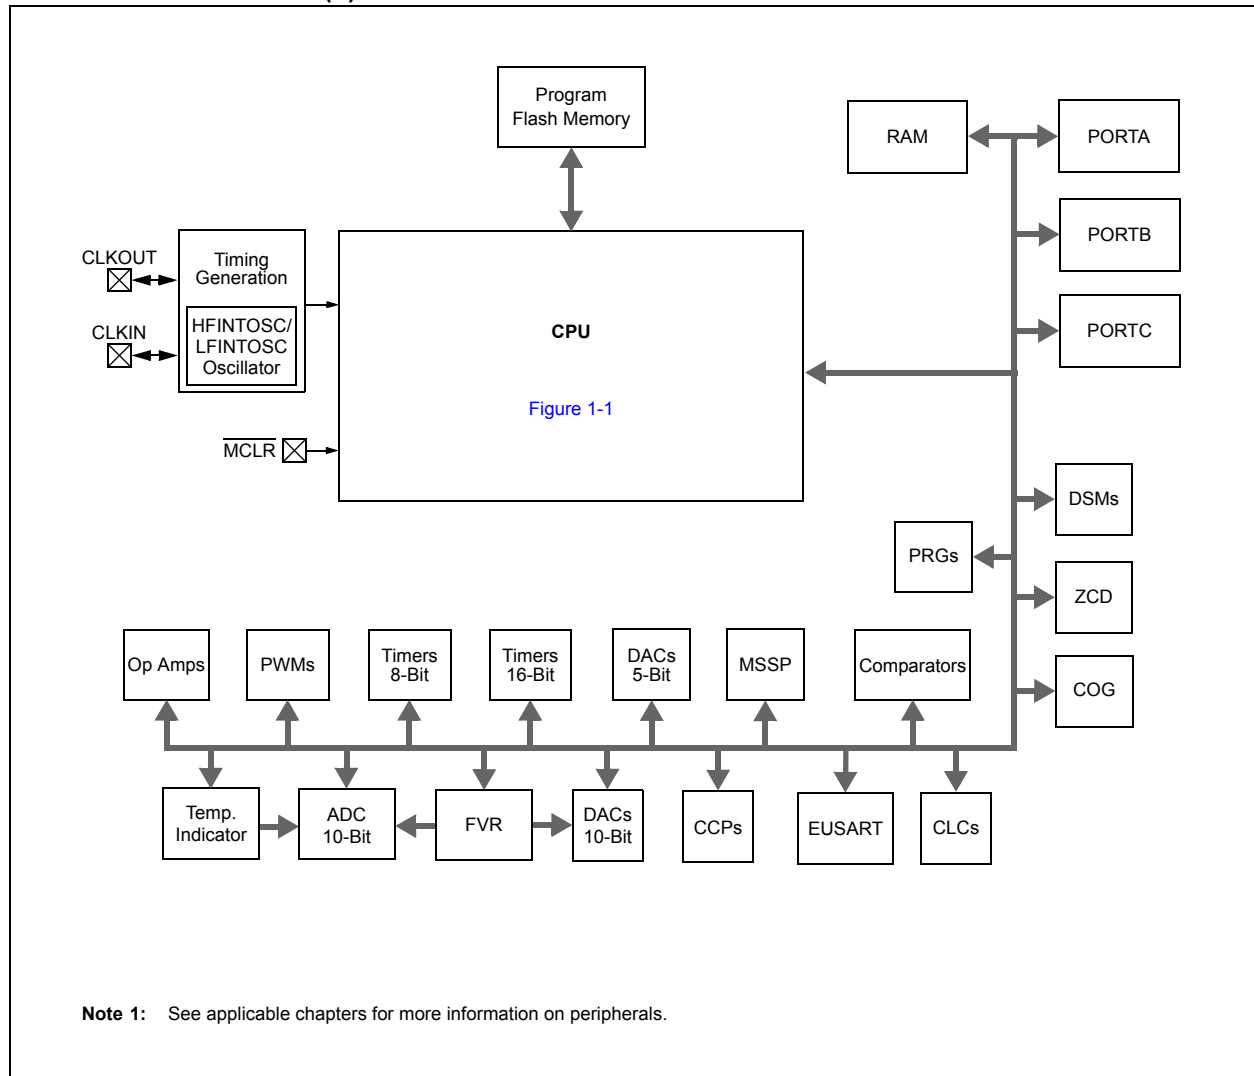 Program
Flash Memory
RAM
PORTA
PORTB
PORTC
CLKOUT
CLKIN
Timing
Generation
HFINTOSC/
LFINTOSC
Oscillator
MCLR
CPU
Figure 1-1
DSMs
PRGs
ZCD
COG
Op Amps
PWMs
Timers
8-Bit
Timers
16-Bit
DACs
5-Bit
MSSP
Comparators
Temp.
Indicator
ADC
10-Bit
FVR
DACs
10-Bit
CCPs
EUSART
CLCs
Note 1: See applicable chapters for more information on peripherals.